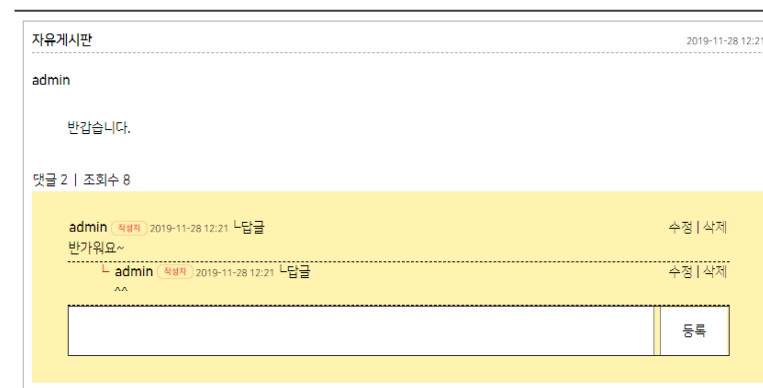 자유게시판 2019-11-28 12:21
admin
반갑습니다.
댓글 2 | 조회수 8
admin 작성자 2019-11-28 12:21 └답글 수정 | 삭제
반가워요~
└ admin 작성자 2019-11-28 12:21 └답글 수정 | 삭제
^^
등록